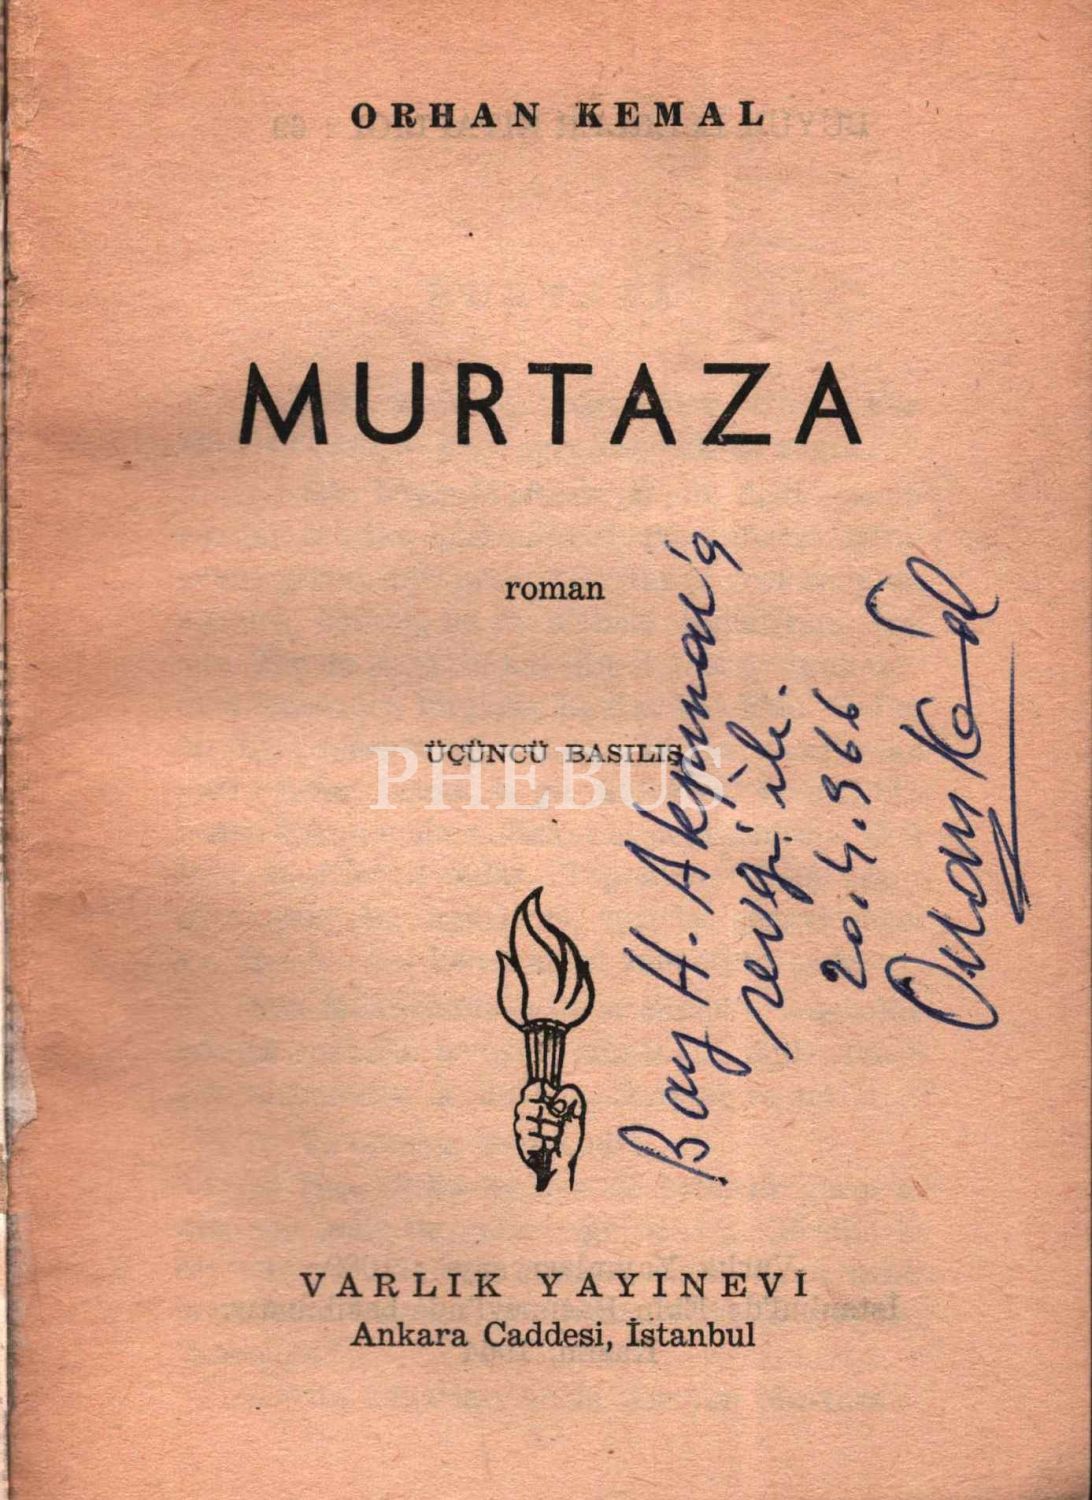 ORHAN KEMAL
MURTAZA
roman
ÜÇÜNCÜ BASILIŞ
PHEBUS
Bay H. Akpınar'a
sevgi ile.
20.4.966
Orhan Kemal
VARLIK YAYINEVİ
Ankara Caddesi, İstanbul